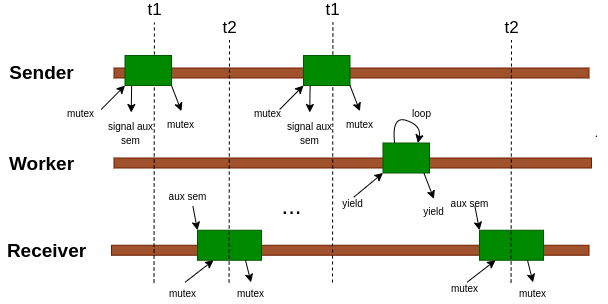 t1
t1
t2
t2
Sender
mutex
signal aux
sem
mutex
mutex
signal aux
sem
mutex
loop
Worker
yield
yield
aux sem
...
aux sem
Receiver
mutex
mutex
mutex
mutex